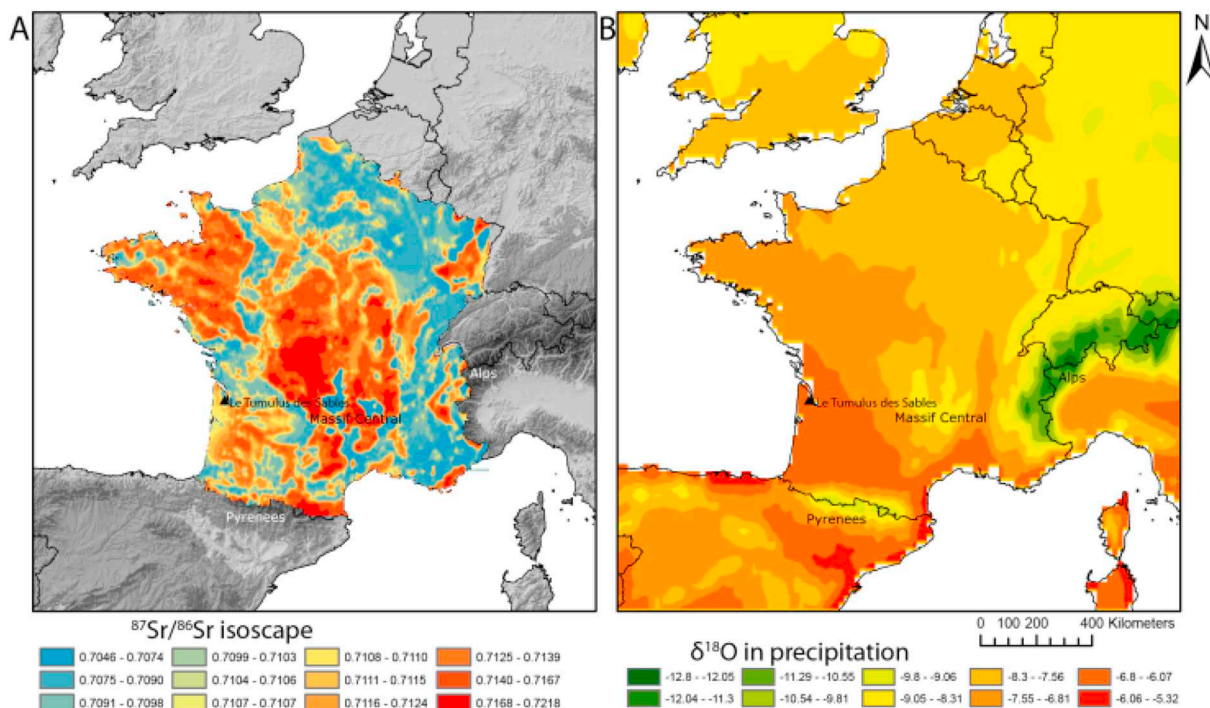 A
B
N
Alps
Le Tumulus des Sables
Massif Central
Pyrenees
Alps
Le Tumulus des Sables
Massif Central
Pyrenees
0 100 200 400 Kilometers
87Sr/86Sr isoscape
0.7046 - 0.7074 0.7099 - 0.7103 0.7108 - 0.7110 0.7125 - 0.7139
0.7075 - 0.7090 0.7104 - 0.7106 0.7111 - 0.7115 0.7140 - 0.7167
0.7091 - 0.7098 0.7107 - 0.7107 0.7116 - 0.7124 0.7168 - 0.7218
δ18O in precipitation
-12.8 - -12.05 -11.29 - -10.55 -9.8 - -9.06 -8.3 - -7.56 -6.8 - -6.07
-12.04 - -11.3 -10.54 - -9.81 -9.05 - -8.31 -7.55 - -6.81 -6.06 - -5.32